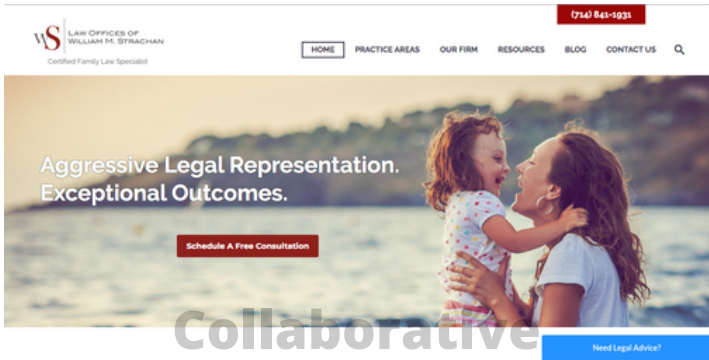 (714) 841-1931
WS
LAW OFFICES OF
WILLIAM M. STRACHAN
Certified Family Law Specialist
HOME PRACTICE AREAS OUR FIRM RESOURCES BLOG CONTACT US
Aggressive Legal Representation.
Exceptional Outcomes.
Schedule A Free Consultation
Collaborative
Need Legal Advice?